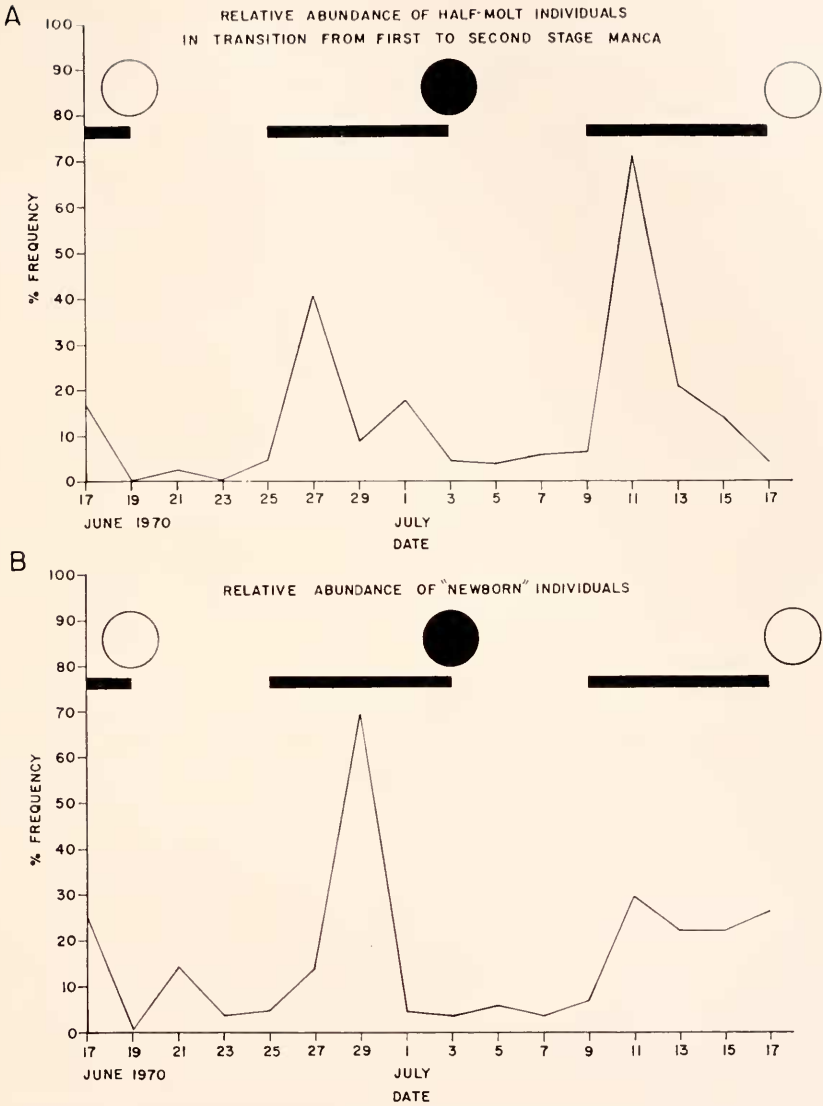 A
RELATIVE ABUNDANCE OF HALF-MOLT INDIVIDUALS
IN TRANSITION FROM FIRST TO SECOND STAGE MANCA
100
90
80
70
60
50
40
30
20
10
0
% FREQUENCY
17 19 21 23 25 27 29 1 3 5 7 9 11 13 15 17
JUNE 1970 JULY
DATE
B
RELATIVE ABUNDANCE OF "NEWBORN" INDIVIDUALS
100
90
80
70
60
50
40
30
20
10
0
% FREQUENCY
17 19 21 23 25 27 29 1 3 5 7 9 11 13 15 17
JUNE 1970 JULY
DATE